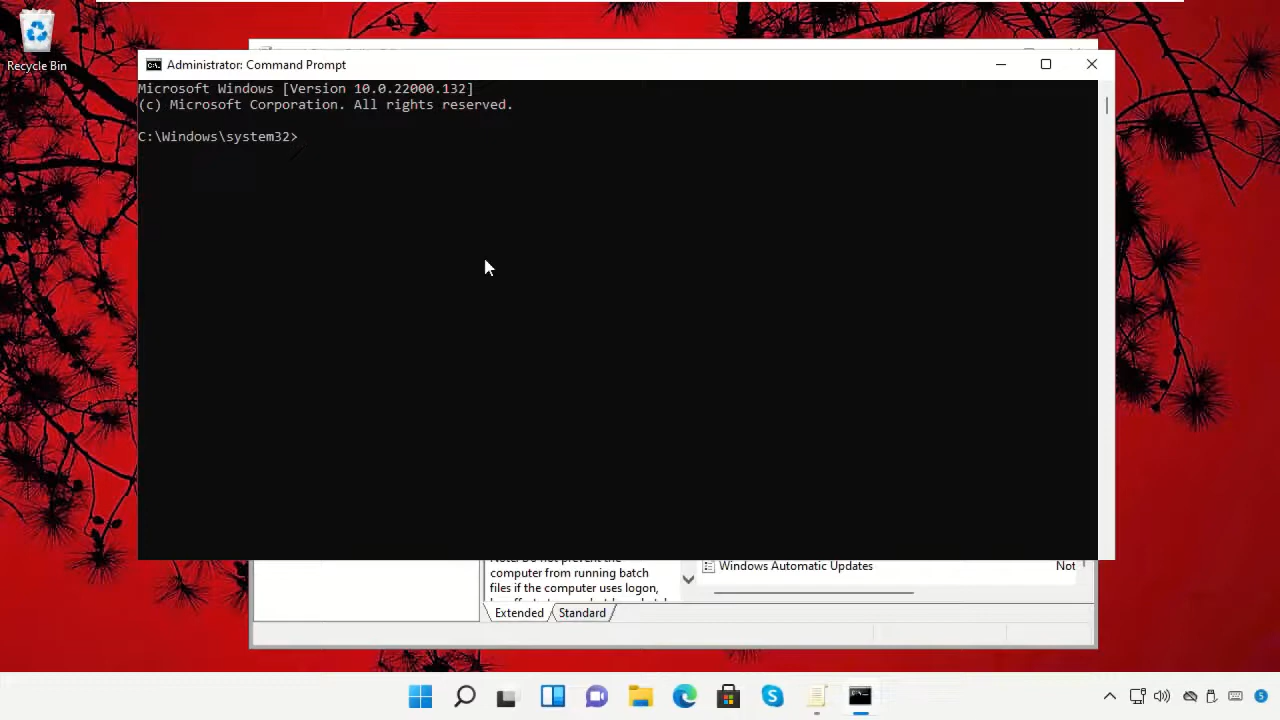 Recycle Bin
Administrator: Command Prompt
Microsoft Windows [Version 10.0.22000.132]
(c) Microsoft Corporation. All rights reserved.
C:\Windows\system32>
computer from running batch
files if the computer uses logon,
Windows Automatic Updates
Not
Extended
Standard
5